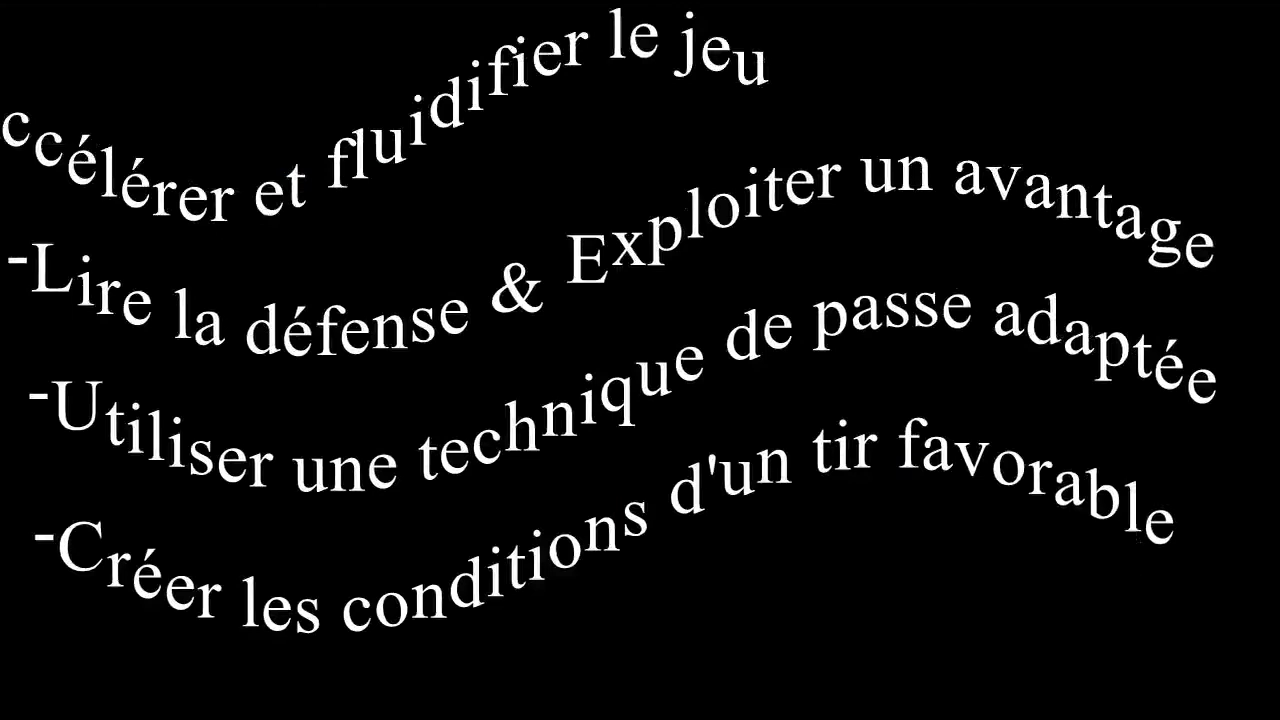 ccélérer et fluidifier le jeu
-Lire la défense & Exploiter un avantage
-Utiliser une technique de passe adaptée
-Créer les conditions d'un tir favorable